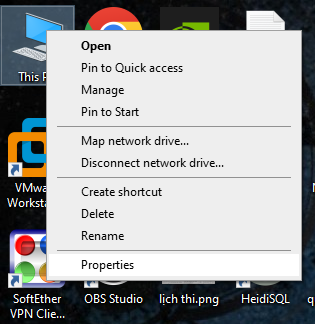 Open
This P
Pin to Quick access
Manage
Pin to Start
Map network drive...
Disconnect network drive...
VMwa
Worksta
Create shortcut
Delete
Rename
Properties
SoftEther
VPN Clie...
OBS Studio
lịch thi.png
HeidiSQL
q